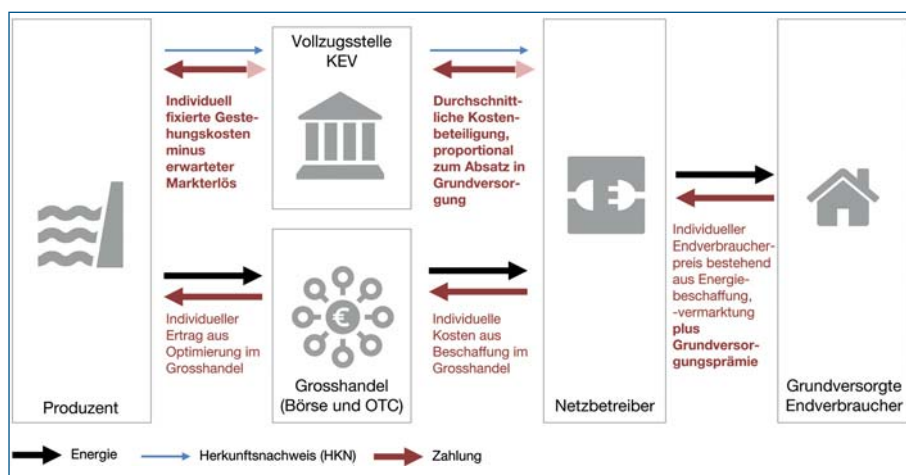 Vollzugsstelle
KEV
Individuell
fixierte Geste-
hungskosten
minus
erwarteter
Markterlös
Durchschnitt-
liche Kosten-
beteiligung,
proportional
zum Absatz in
Grundversor-
gung
Individueller
Ertrag aus
Optimierung im
Grosshandel
€
Individuelle
Kosten aus
Beschaffung im
Grosshandel
Individueller
Endverbraucher-
preis bestehend
aus Energie-
beschaffung,
-vermarktung
plus
Grundversor-
gungsprämie
Produzent
Grosshandel
(Börse und OTC)
Netzbetreiber
Grundversorgte
Endverbraucher
Energie
Herkunftsnachweis (HKN)
Zahlung